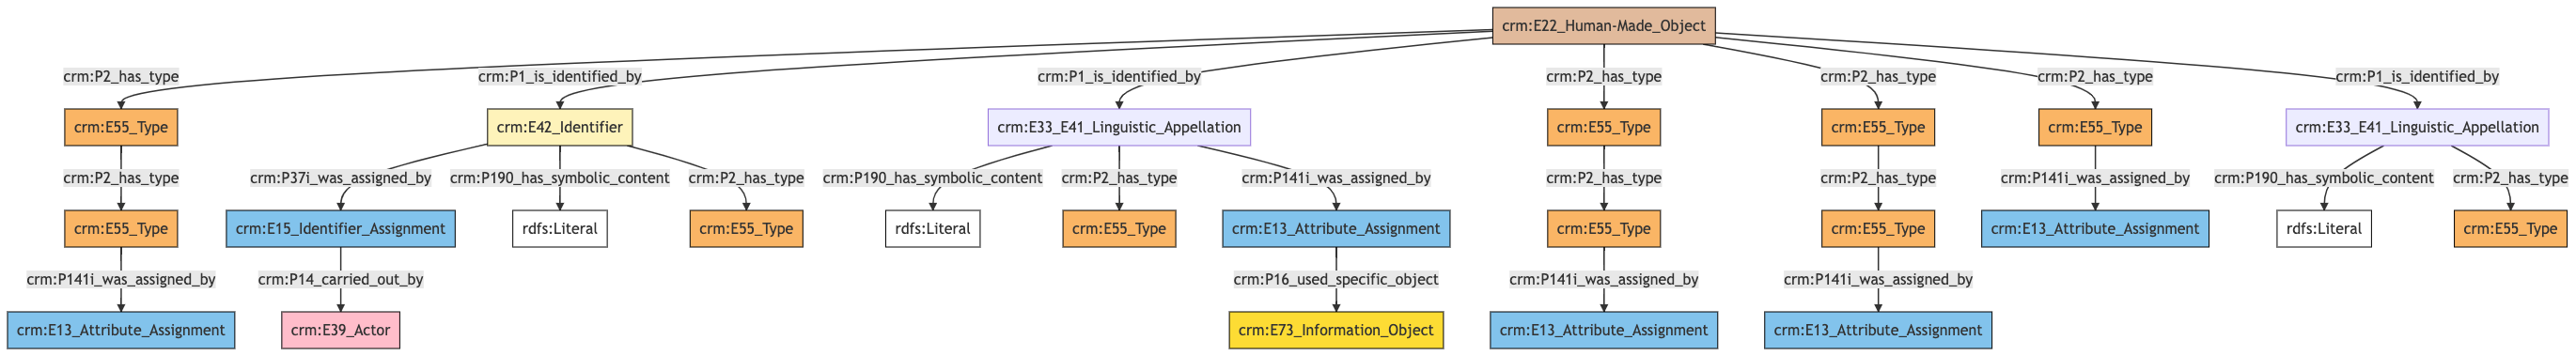 crm:E22_Human-Made_Object
crm:P2_has_type crm:P1_is_identified_by crm:P1_is_identified_by crm:P2_has_type crm:P2_has_type crm:P2_has_type crm:P1_is_identified_by
crm:E55_Type crm:E42_Identifier crm:E33_E41_Linguistic_Appellation crm:E55_Type crm:E55_Type crm:E55_Type crm:E33_E41_Linguistic_Appellation
crm:P2_has_type crm:P37i_was_assigned_by crm:P190_has_symbolic_content crm:P2_has_type crm:P190_has_symbolic_content crm:P2_has_type crm:P141i_was_assigned_by crm:P2_has_type crm:P2_has_type crm:P141i_was_assigned_by crm:P190_has_symbolic_content crm:P2_has_type
crm:E55_Type crm:E15_Identifier_Assignment rdfs:Literal crm:E55_Type rdfs:Literal crm:E55_Type crm:E13_Attribute_Assignment crm:E55_Type crm:E55_Type crm:E13_Attribute_Assignment rdfs:Literal crm:E55_Type
crm:P141i_was_assigned_by crm:P14_carried_out_by crm:P16_used_specific_object crm:P141i_was_assigned_by crm:P141i_was_assigned_by
crm:E13_Attribute_Assignment crm:E39_Actor crm:E73_Information_Object crm:E13_Attribute_Assignment crm:E13_Attribute_Assignment